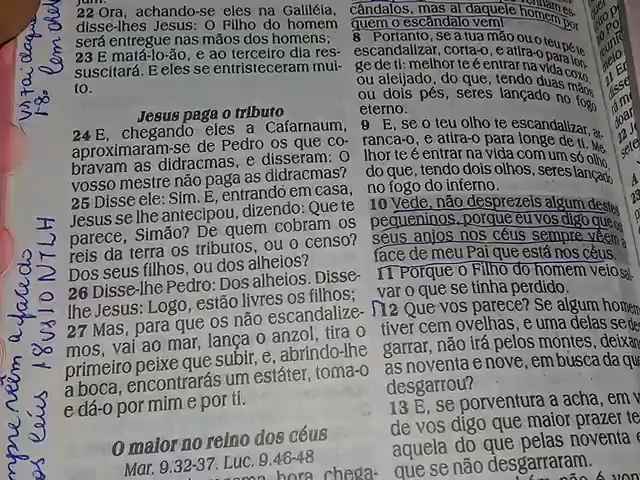 22 Ora, achando-se eles na Galiléia,
disse-lhes Jesus: O Filho do homem
será entregue nas mãos dos homens;
23 E matá-lo-ão, e ao terceiro dia res-
suscitará. E eles se entristeceram mui-
to.
Jesus paga o tributo
24 E, chegando eles a Cafarnaum,
aproximaram-se de Pedro os que co-
bravam as didracmas, e disseram: O
vosso mestre não paga as didracmas?
25 Disse ele: Sim. E, entrando em casa,
Jesus se lhe antecipou, dizendo: Que te
parece, Simão? De quem cobram os
reis da terra os tributos, ou o censo?
Dos seus filhos, ou dos alheios?
26 Disse-lhe Pedro: Dos alheios. Disse-
lhe Jesus: Logo, estão livres os filhos;
27 Mas, para que os não escandalize-
mos, vai ao mar, lança o anzol, tira o
primeiro peixe que subir, e, abrindo-lhe
a boca, encontrarás um estáter, toma-o
e dá-o por mim e por ti.
O maior no reino dos céus
Mar. 9.32-37. Luc. 9.46-48
hora chega-
cândalos, mas ai daquele homem por
quem o escândalo vem!
8 Portanto, se a tua mão ou o teu pé te
escandalizar, corta-o, e atira-o para lon-
ge de ti: melhor te é entrar na vida coxo,
ou aleijado, do que, tendo duas mãos
ou dois pés, seres lançado no fogo
eterno.
9 E, se o teu olho te escandalizar, ar-
ranca-o, e atira-o para longe de ti. Me
lhor te é entrar na vida com um só olho,
do que, tendo dois olhos, seres lançado
no fogo do inferno.
10 Vede, não desprezeis algum destes
pequeninos, porque eu vos digo que os
seus anjos nos céus sempre vêem a
face de meu Pai que está nos céus.
11 Porque o Filho do homem veio sal-
var o que se tinha perdido.
12 Que vos parece? Se algum homem
tiver cem ovelhas, e uma delas se des
garrar, não irá pelos montes, deixan
as noventa e nove, em busca da que
desgarrou?
13 E, se porventura a acha, em v
de vos digo que maior prazer te
aquela do que pelas noventa e
que se não desgarraram.
céus 18 vs 10 NTLH